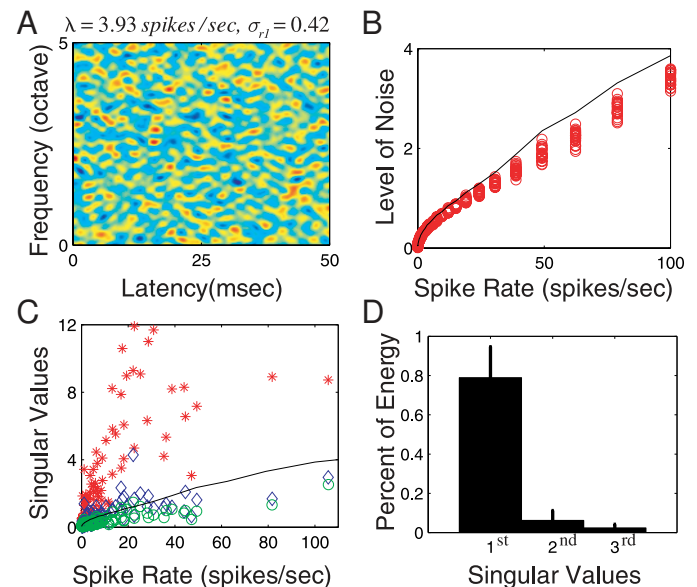 A
λ = 3.93 spikes/sec, σr1 = 0.42
5
Frequency (octave)
0
0
25
50
Latency(msec)
B
4
2
0
Level of Noise
0
50
100
Spike Rate (spikes/sec)
C
12
8
4
0
Singular Values
0
20
40
60
80
100
Spike Rate (spikes/sec)
D
1
0.8
0.6
0.4
0.2
0
Percent of Energy
1st
2nd
3rd
Singular Values